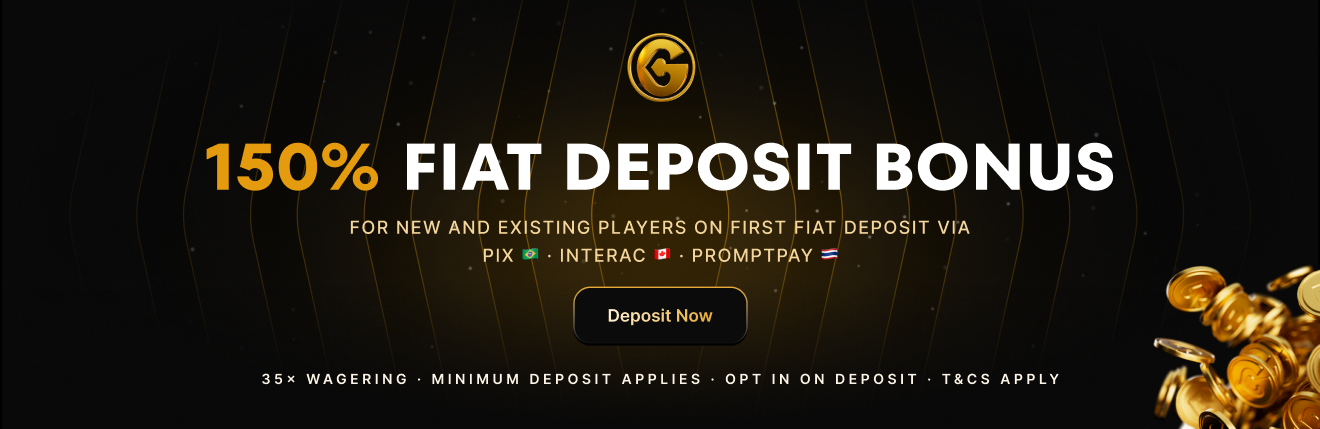 150% FIAT DEPOSIT BONUS
FOR NEW AND EXISTING PLAYERS ON FIRST FIAT DEPOSIT VIA
PIX 🇧🇷 · INTERAC 🇨🇦 · PROMPTPAY 🇹🇭
Deposit Now
35× WAGERING · MINIMUM DEPOSIT APPLIES · OPT IN ON DEPOSIT · T&CS APPLY